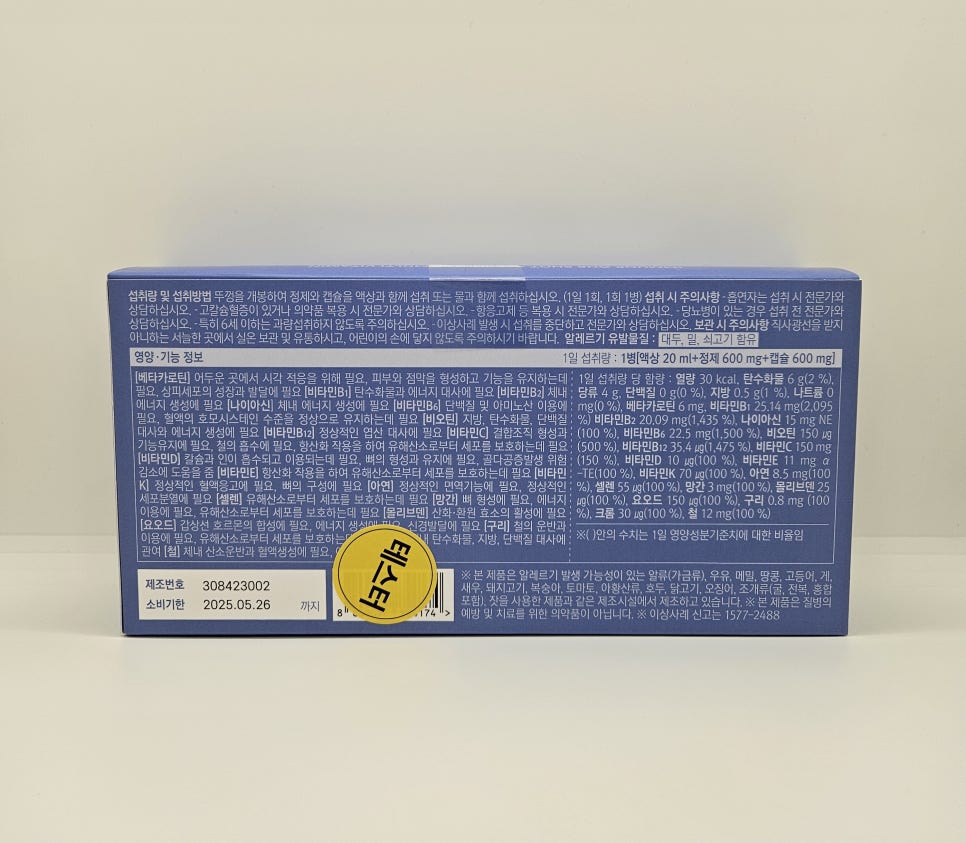 섭취량 및 섭취방법 뚜껑을 개봉하여 정제와 캡슐을 액상과 함께 섭취 또는 물과 함께 섭취하십시오. (1일 1회, 1회 1병) 섭취 시 주의사항 - 흡연자는 섭취 시 전문가와
상담하십시오. - 고칼슘혈증이 있거나 의약품 복용 시 전문가와 상담하십시오. - 항응고제 등 복용 시 전문가와 상담하십시오. - 당뇨병이 있는 경우 섭취 전 전문가와
상담하십시오. - 특히 6세 이하는 과량섭취하지 않도록 주의하십시오. - 이상사례 발생 시 섭취를 중단하고 전문가와 상담하십시오. 보관 시 주의사항 직사광선을 받지
아니하는 서늘한 곳에서 실온 보관 및 유통하시고, 어린이의 손에 닿지 않도록 주의하시기 바랍니다. 알레르기 유발물질 : 대두, 밀, 쇠고기 함유
영양·기능 정보
1일 섭취량 : 1병[액상 20 ml+정제 600 mg+캡슐 600 mg]
[베타카로틴] 어두운 곳에서 시각 적응을 위해 필요, 피부와 점막을 형성하고 기능을 유지하는데
필요, 상피세포의 성장과 발달에 필요 [비타민B1] 탄수화물과 에너지 대사에 필요 [비타민B2] 체내
에너지 생성에 필요 [나이아신] 체내 에너지 생성에 필요 [비타민B6] 단백질 및 아미노산 이용에
필요, 혈액의 호모시스테인 수준을 정상으로 유지하는데 필요 [비오틴] 지방, 탄수화물, 단백질
대사와 에너지 생성에 필요 [비타민B12] 정상적인 엽산 대사에 필요 [비타민C] 결합조직 형성과
기능유지에 필요, 철의 흡수에 필요, 항산화 작용을 하여 유해산소로부터 세포를 보호하는데 필요
[비타민D] 칼슘과 인이 흡수되고 이용되는데 필요, 뼈의 형성과 유지에 필요, 골다공증발생 위험
감소에 도움을 줌 [비타민E] 항산화 작용을 하여 유해산소로부터 세포를 보호하는데 필요 [비타민
K] 정상적인 혈액응고에 필요, 뼈의 구성에 필요 [아연] 정상적인 면역기능에 필요, 정상적인
세포분열에 필요 [셀렌] 유해산소로부터 세포를 보호하는데 필요 [망간] 뼈 형성에 필요, 에너지
이용에 필요, 유해산소로부터 세포를 보호하는데 필요 [몰리브덴] 산화·환원 효소의 활성에 필요
[요오드] 갑상선 호르몬의 합성에 필요, 에너지 생성에 필요, 신경발달에 필요 [구리] 철의 운반과
이용에 필요, 유해산소로부터 세포를 보호하는데 탄수화물, 지방, 단백질 대사에
관여 [철] 체내 산소운반과 혈액생성에 필요,
1일 섭취량 당 함량 : 열량 30 kcal, 탄수화물 6 g(2 %),
당류 4 g, 단백질 0 g(0 %), 지방 0.5 g(1 %), 나트륨 0
mg(0 %), 베타카로틴 6 mg, 비타민B1 25.14 mg(2,095
%) 비타민B2 20.09 mg(1,435 %), 나이아신 15 mg NE
(100 %), 비타민B6 22.5 mg(1,500 %), 비오틴 150 μg
(500 %), 비타민B12 35.4 μg(1,475 %), 비타민C 150 mg
(150 %), 비타민D 10 μg(100 %), 비타민E 11 mg α
-TE(100 %), 비타민K 70 μg(100 %), 아연 8.5 mg(100
%), 셀렌 55 μg(100 %), 망간 3 mg(100 %), 몰리브덴 25
μg(100 %), 요오드 150 μg(100 %), 구리 0.8 mg (100
%), 크롬 30 μg(100 %), 철 12 mg(100 %)
※( )안의 수치는 1일 영양성분기준치에 대한 비율임
제조번호 308423002
소비기한 2025.05.26 까지
테스터
8 174 >
※ 본 제품은 알레르기 발생 가능성이 있는 알류(가금류), 우유, 메밀, 땅콩, 고등어, 게,
새우, 돼지고기, 복숭아, 토마토, 아황산류, 호두, 닭고기, 오징어, 조개류(굴, 전복, 홍합
포함), 잣을 사용한 제품과 같은 제조시설에서 제조하고 있습니다. ※ 본 제품은 질병의
예방 및 치료를 위한 의약품이 아닙니다. ※ 이상사례 신고는 1577-2488